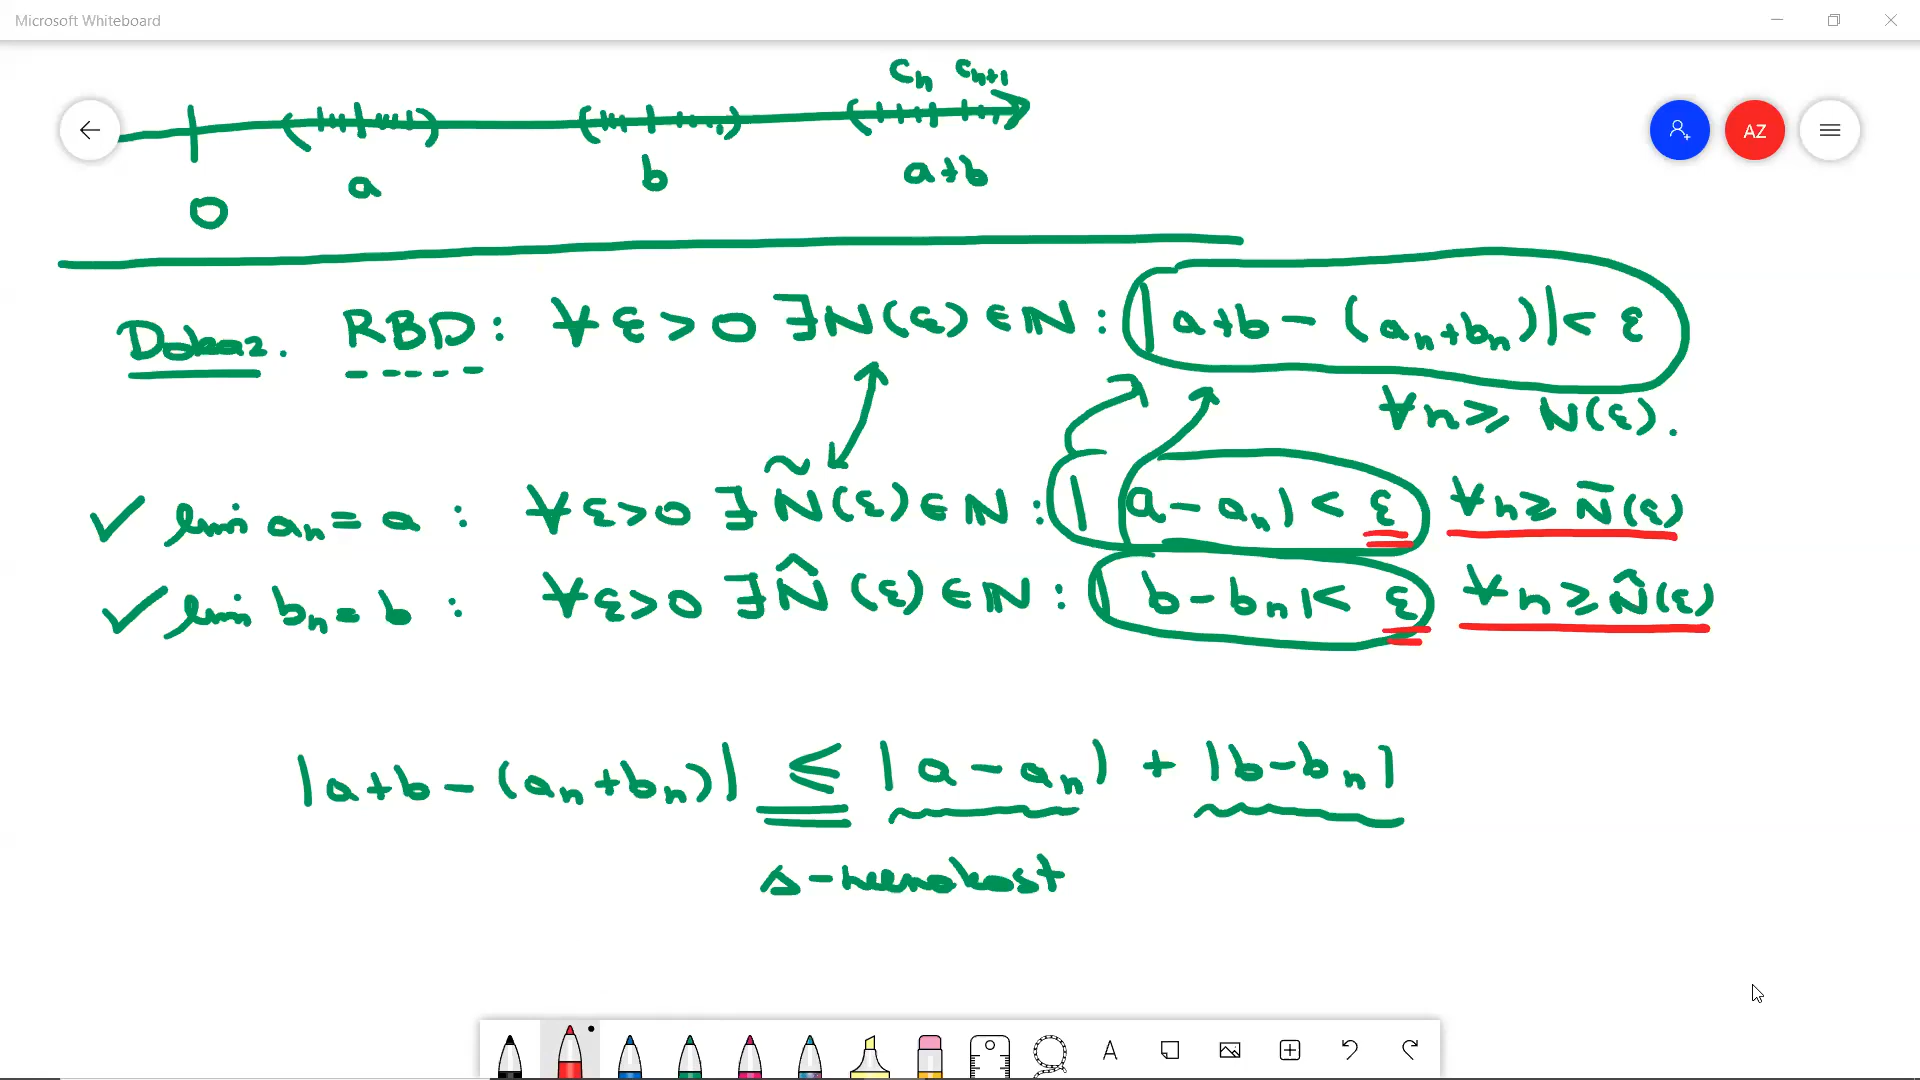 Microsoft Whiteboard
cₙ cₙ₊₁
0 a b a+b
AZ
Dokaz. RBD: ∀ ε > 0 ∃ N(ε) ∈ ℕ : |a+b − (aₙ+bₙ)| < ε
∀n ≥ N(ε).
✓ lim aₙ = a : ∀ε>0 ∃ Ñ(ε) ∈ ℕ : |a − aₙ| < ε ∀n ≥ Ñ(ε)
✓ lim bₙ = b : ∀ε>0 ∃ N̂(ε) ∈ ℕ : |b − bₙ| < ε ∀n ≥ N̂(ε)
|a+b − (aₙ+bₙ)| ≤ |a − aₙ| + |b − bₙ|
Δ-neenakost
A